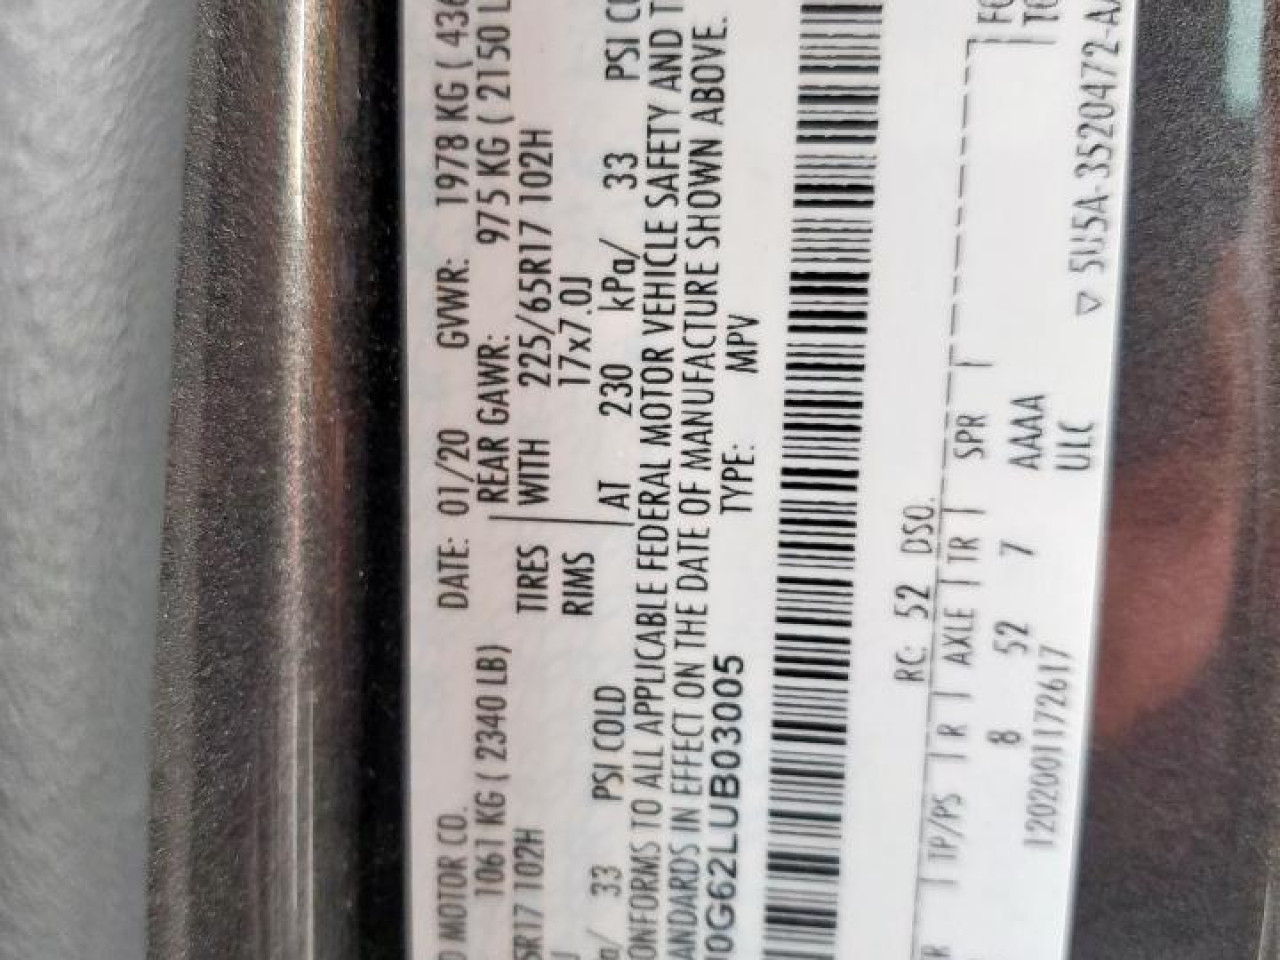 MOTOR CO. DATE: 01/20 GVWR: 1978 KG (
1061 KG ( 2340 LB) REAR GAWR: 975 KG ( 2150 L
5R17 102H TIRES WITH 225/65R17 102H
J RIMS 17x7.0J
a/ 33 PSI COLD AT 230 kPa/ 33 PSI
ONFORMS TO ALL APPLICABLE FEDERAL MOTOR VEHICLE SAFETY AND T
ANDARDS IN EFFECT ON THE DATE OF MANUFACTURE SHOWN ABOVE.
0G62LUB03005 TYPE: MPV
RC: 52 DSO:
R TP/PS R AXLE TR SPR
8 52 7 AAAA
1202001172617 ULC
▽ 5U5A-3520472-A